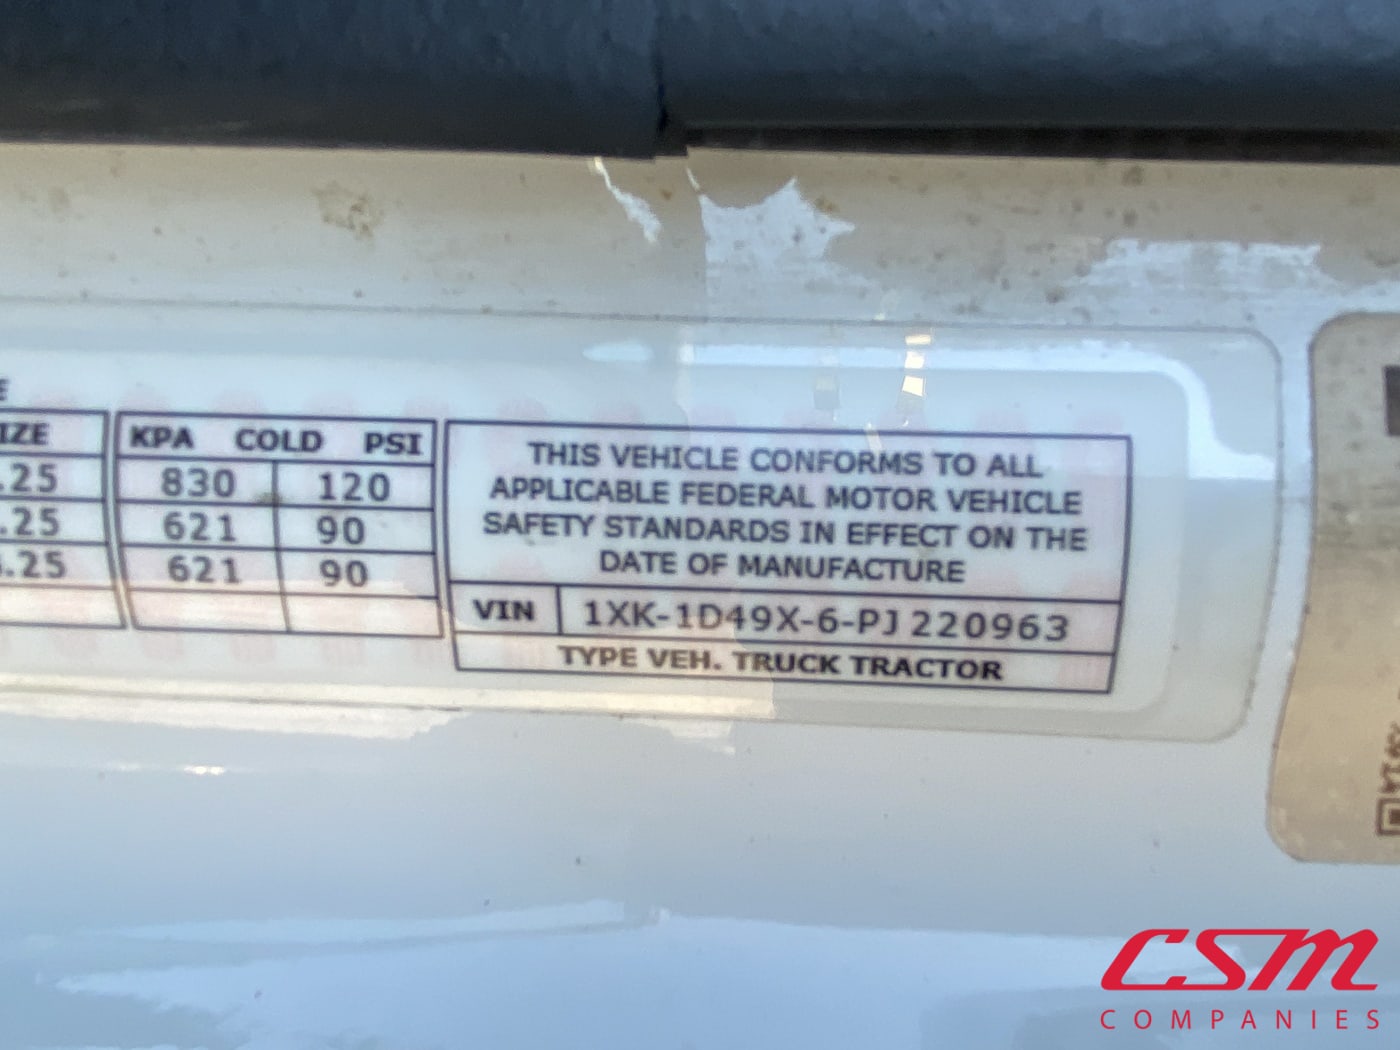 E
IZE
KPA COLD PSI
.25 830 120
.25 621 90
.25 621 90
THIS VEHICLE CONFORMS TO ALL
APPLICABLE FEDERAL MOTOR VEHICLE
SAFETY STANDARDS IN EFFECT ON THE
DATE OF MANUFACTURE
VIN 1XK-1D49X-6-PJ 220963
TYPE VEH. TRUCK TRACTOR
CSM
COMPANIES